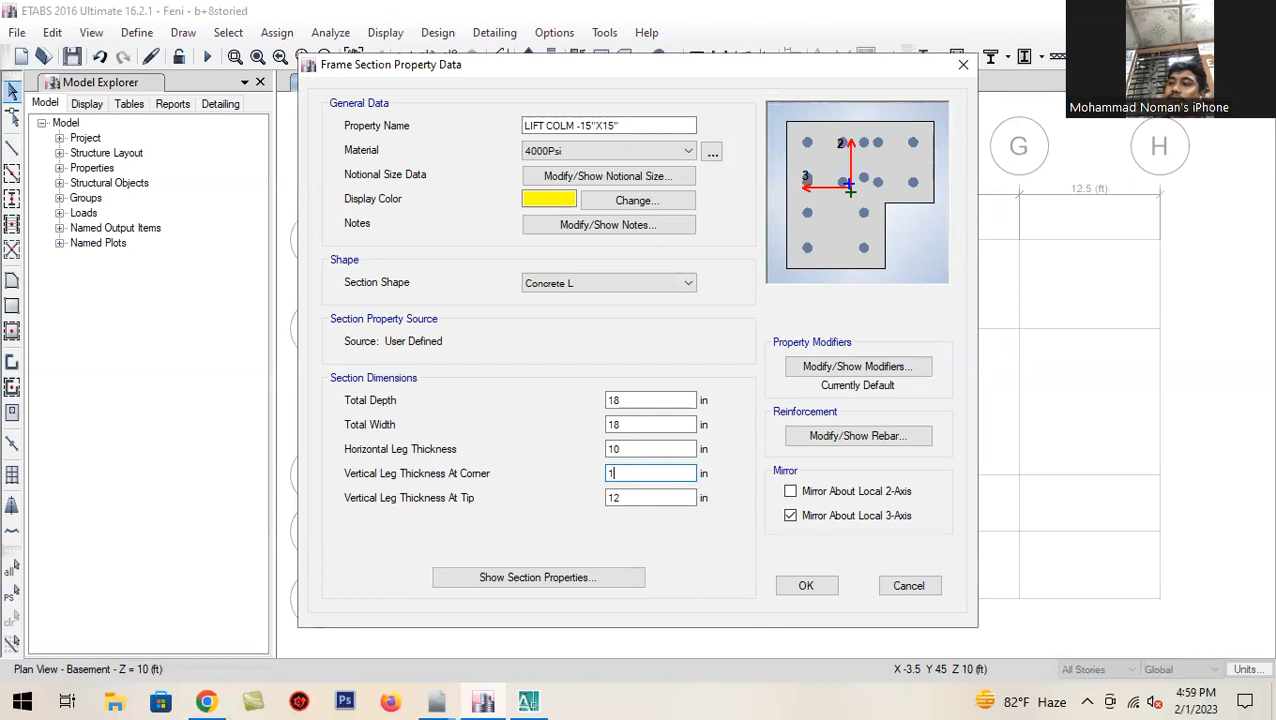 ETABS 2016 Ultimate 16.2.1 - Feni - b+8storied
File Edit View Define Draw Select Assign Analyze Display Design Detailing Options Tools Help
Model Explorer
Model Display Tables Reports Detailing
Model
Project
Structure Layout
Properties
Structural Objects
Groups
Loads
Named Output Items
Named Plots
Frame Section Property Data
General Data
Property Name LIFT COLM -15"X15"
Material 4000Psi ...
Notional Size Data Modify/Show Notional Size...
Display Color Change...
Notes Modify/Show Notes...
Shape
Section Shape Concrete L
Section Property Source
Source: User Defined
Section Dimensions
Total Depth 18 in
Total Width 18 in
Horizontal Leg Thickness 10 in
Vertical Leg Thickness At Corner 1 in
Vertical Leg Thickness At Tip 12 in
Show Section Properties...
2
3
Property Modifiers
Modify/Show Modifiers...
Currently Default
Reinforcement
Modify/Show Rebar...
Mirror
Mirror About Local 2-Axis
Mirror About Local 3-Axis
OK Cancel
Mohammad Noman's iPhone
G H
12.5 (ft)
all
PS
clr
Plan View - Basement - Z = 10 (ft) X -3.5 Y 45 Z 10 (ft) All Stories Global Units...
Ps 82°F Haze 4:59 PM
2/1/2023